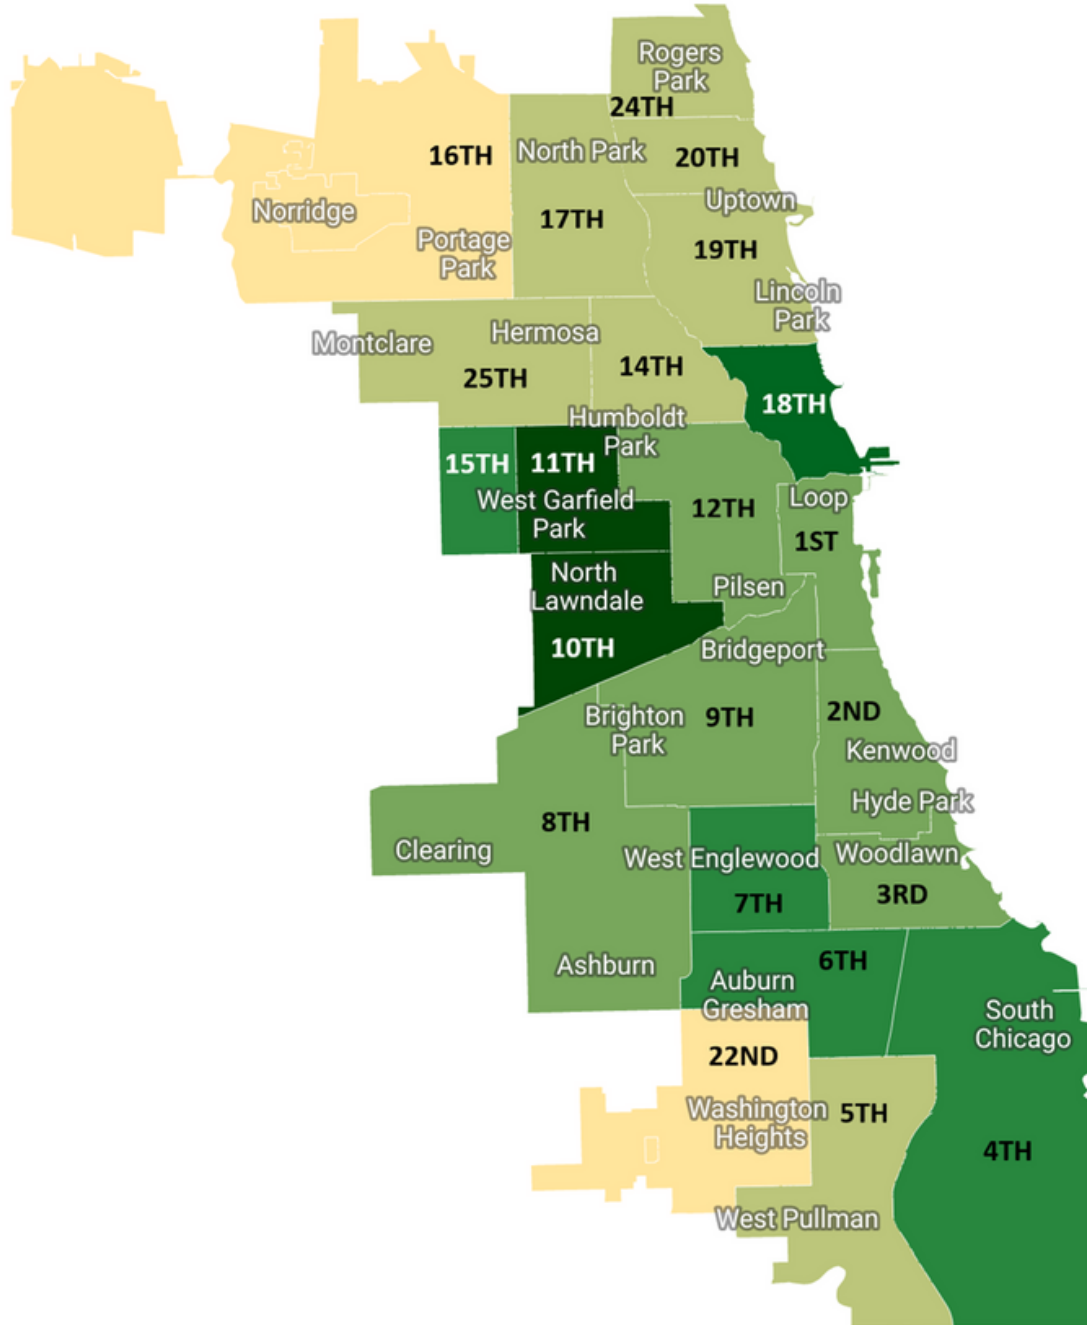 Rogers
Park
24TH
North Park
20TH
16TH
Uptown
Norridge
17TH
Portage
Park
19TH
Lincoln
Park
Montclare
Hermosa
25TH
14TH
18TH
Humboldt
Park
15TH
11TH
West Garfield
Park
12TH
Loop
1ST
North
Lawndale
Pilsen
10TH
Bridgeport
Brighton
Park
9TH
2ND
Kenwood
Hyde Park
8TH
Clearing
West Englewood
Woodlawn
7TH
3RD
Ashburn
6TH
Auburn
Gresham
South
Chicago
22ND
Washington
Heights
5TH
4TH
West Pullman